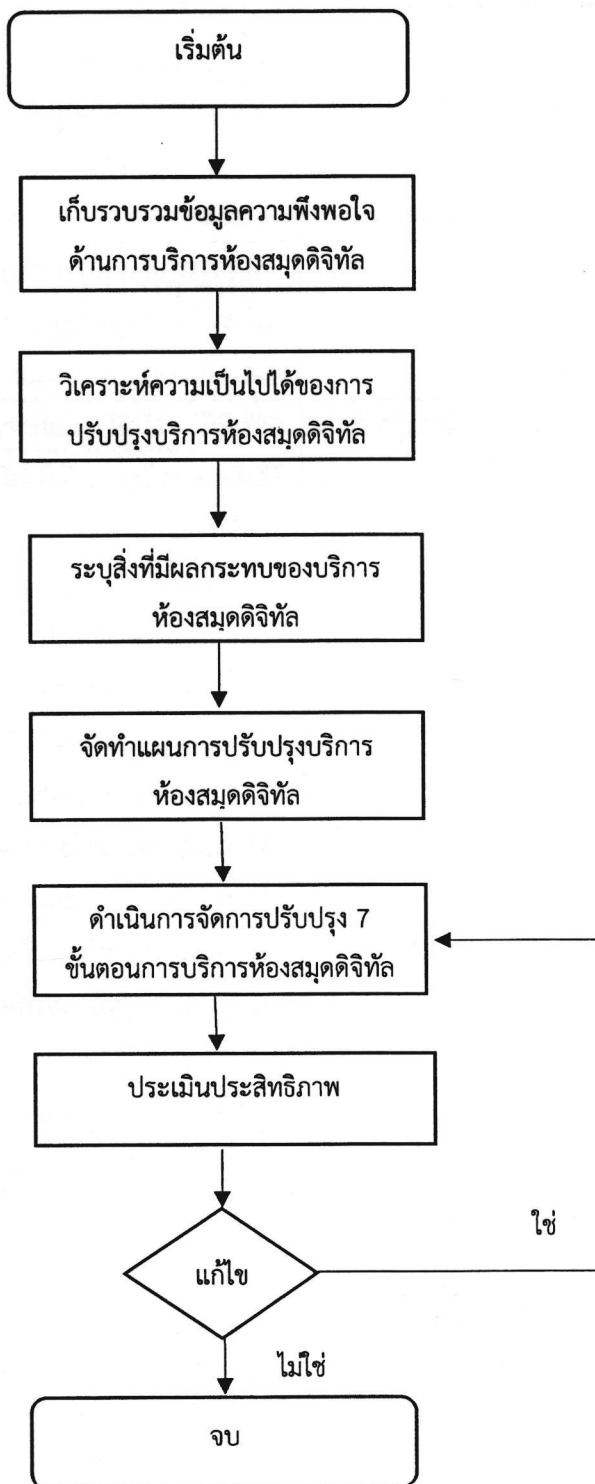 เริ่มต้น
เก็บรวบรวมข้อมูลความพึงพอใจ
ด้านการบริการห้องสมุดดิจิทัล
วิเคราะห์ความเป็นไปได้ของการ
ปรับปรุงบริการห้องสมุดดิจิทัล
ระบุสิ่งที่มีผลกระทบของบริการ
ห้องสมุดดิจิทัล
จัดทำแผนการปรับปรุงบริการ
ห้องสมุดดิจิทัล
ดำเนินการจัดการปรับปรุง 7
ขั้นตอนการบริการห้องสมุดดิจิทัล
ประเมินประสิทธิภาพ
ใช่
แก้ไข
ไม่ใช่
จบ